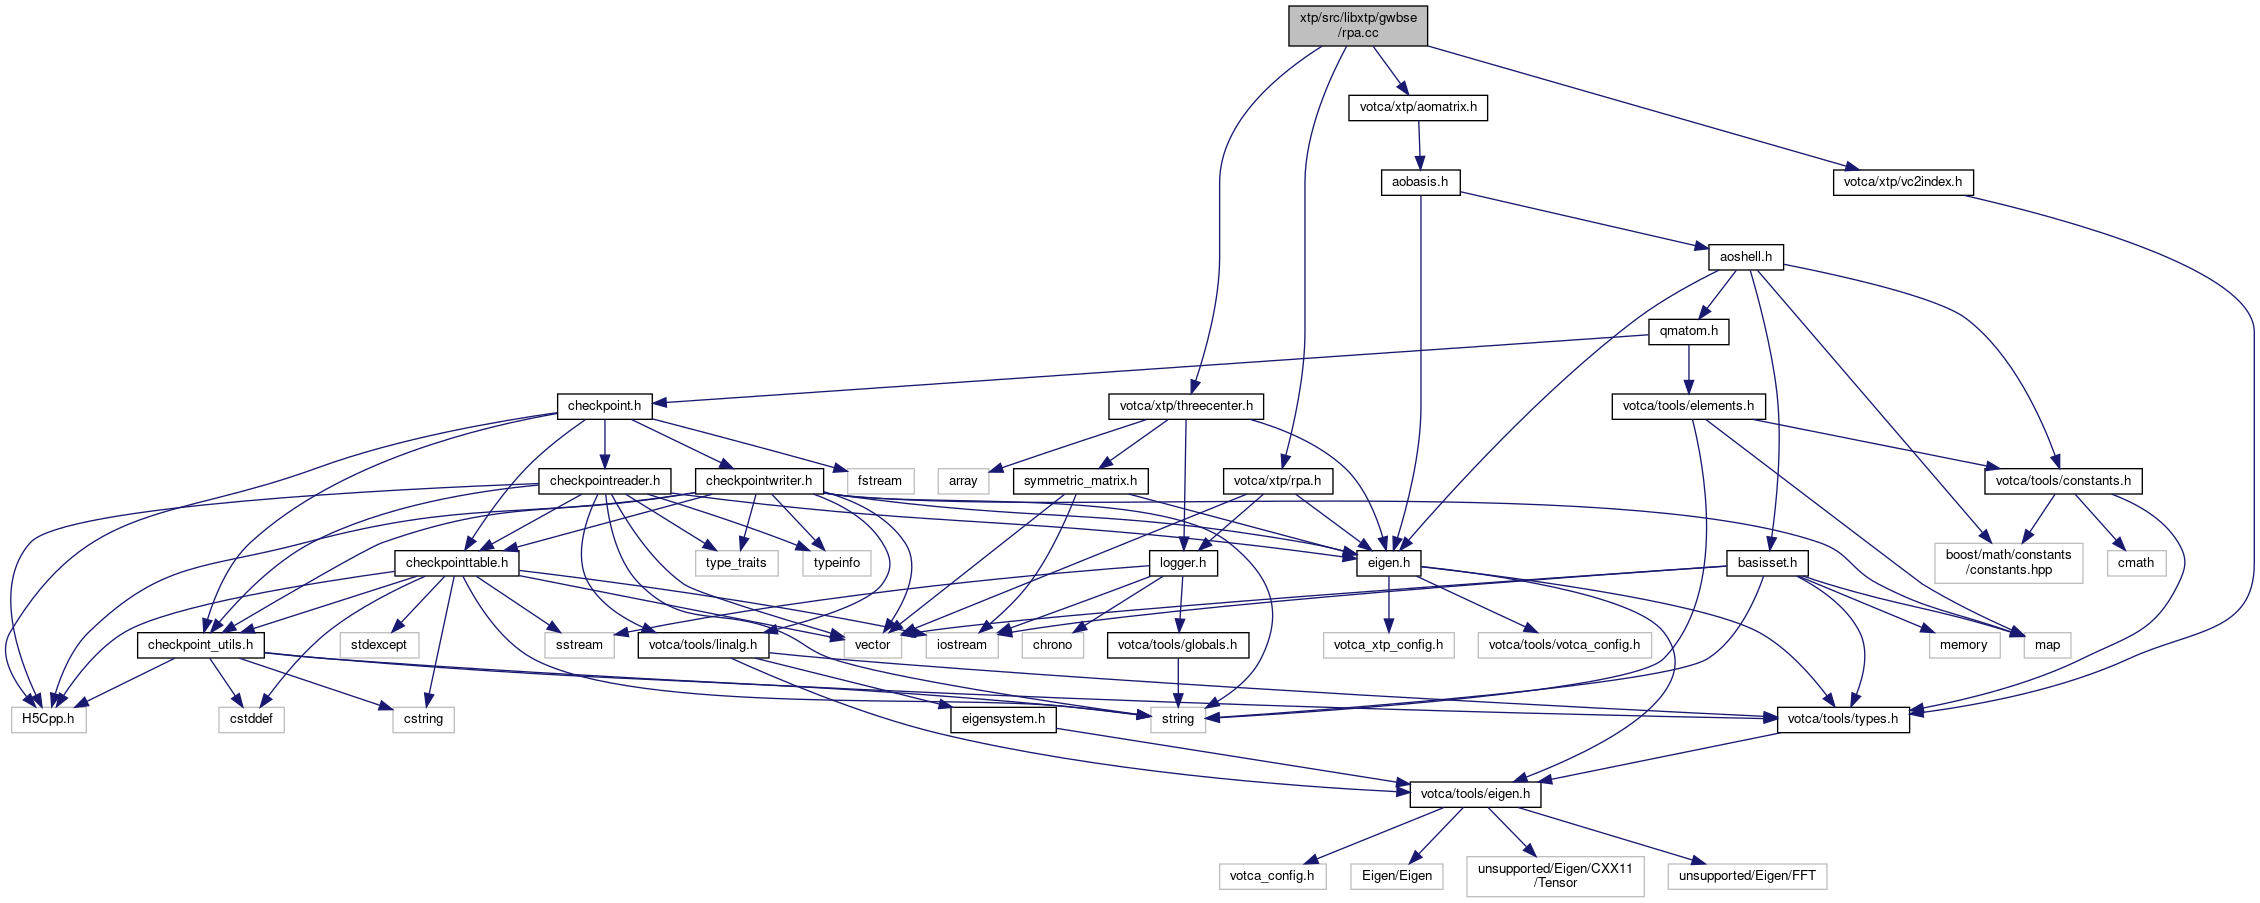 xtp/src/libxtp/gwbse
/rpa.cc
votca/xtp/aomatrix.h
aobasis.h
votca/xtp/vc2index.h
aoshell.h
qmatom.h
checkpoint.h
votca/xtp/threecenter.h
votca/tools/elements.h
checkpointreader.h
checkpointwriter.h
fstream
array
symmetric_matrix.h
votca/xtp/rpa.h
votca/tools/constants.h
checkpointtable.h
type_traits
typeinfo
logger.h
eigen.h
basisset.h
boost/math/constants
/constants.hpp
cmath
checkpoint_utils.h
stdexcept
sstream
votca/tools/linalg.h
vector
iostream
chrono
votca/tools/globals.h
votca_xtp_config.h
votca/tools/votca_config.h
memory
map
H5Cpp.h
cstddef
cstring
eigensystem.h
string
votca/tools/types.h
votca/tools/eigen.h
votca_config.h
Eigen/Eigen
unsupported/Eigen/CXX11
/Tensor
unsupported/Eigen/FFT